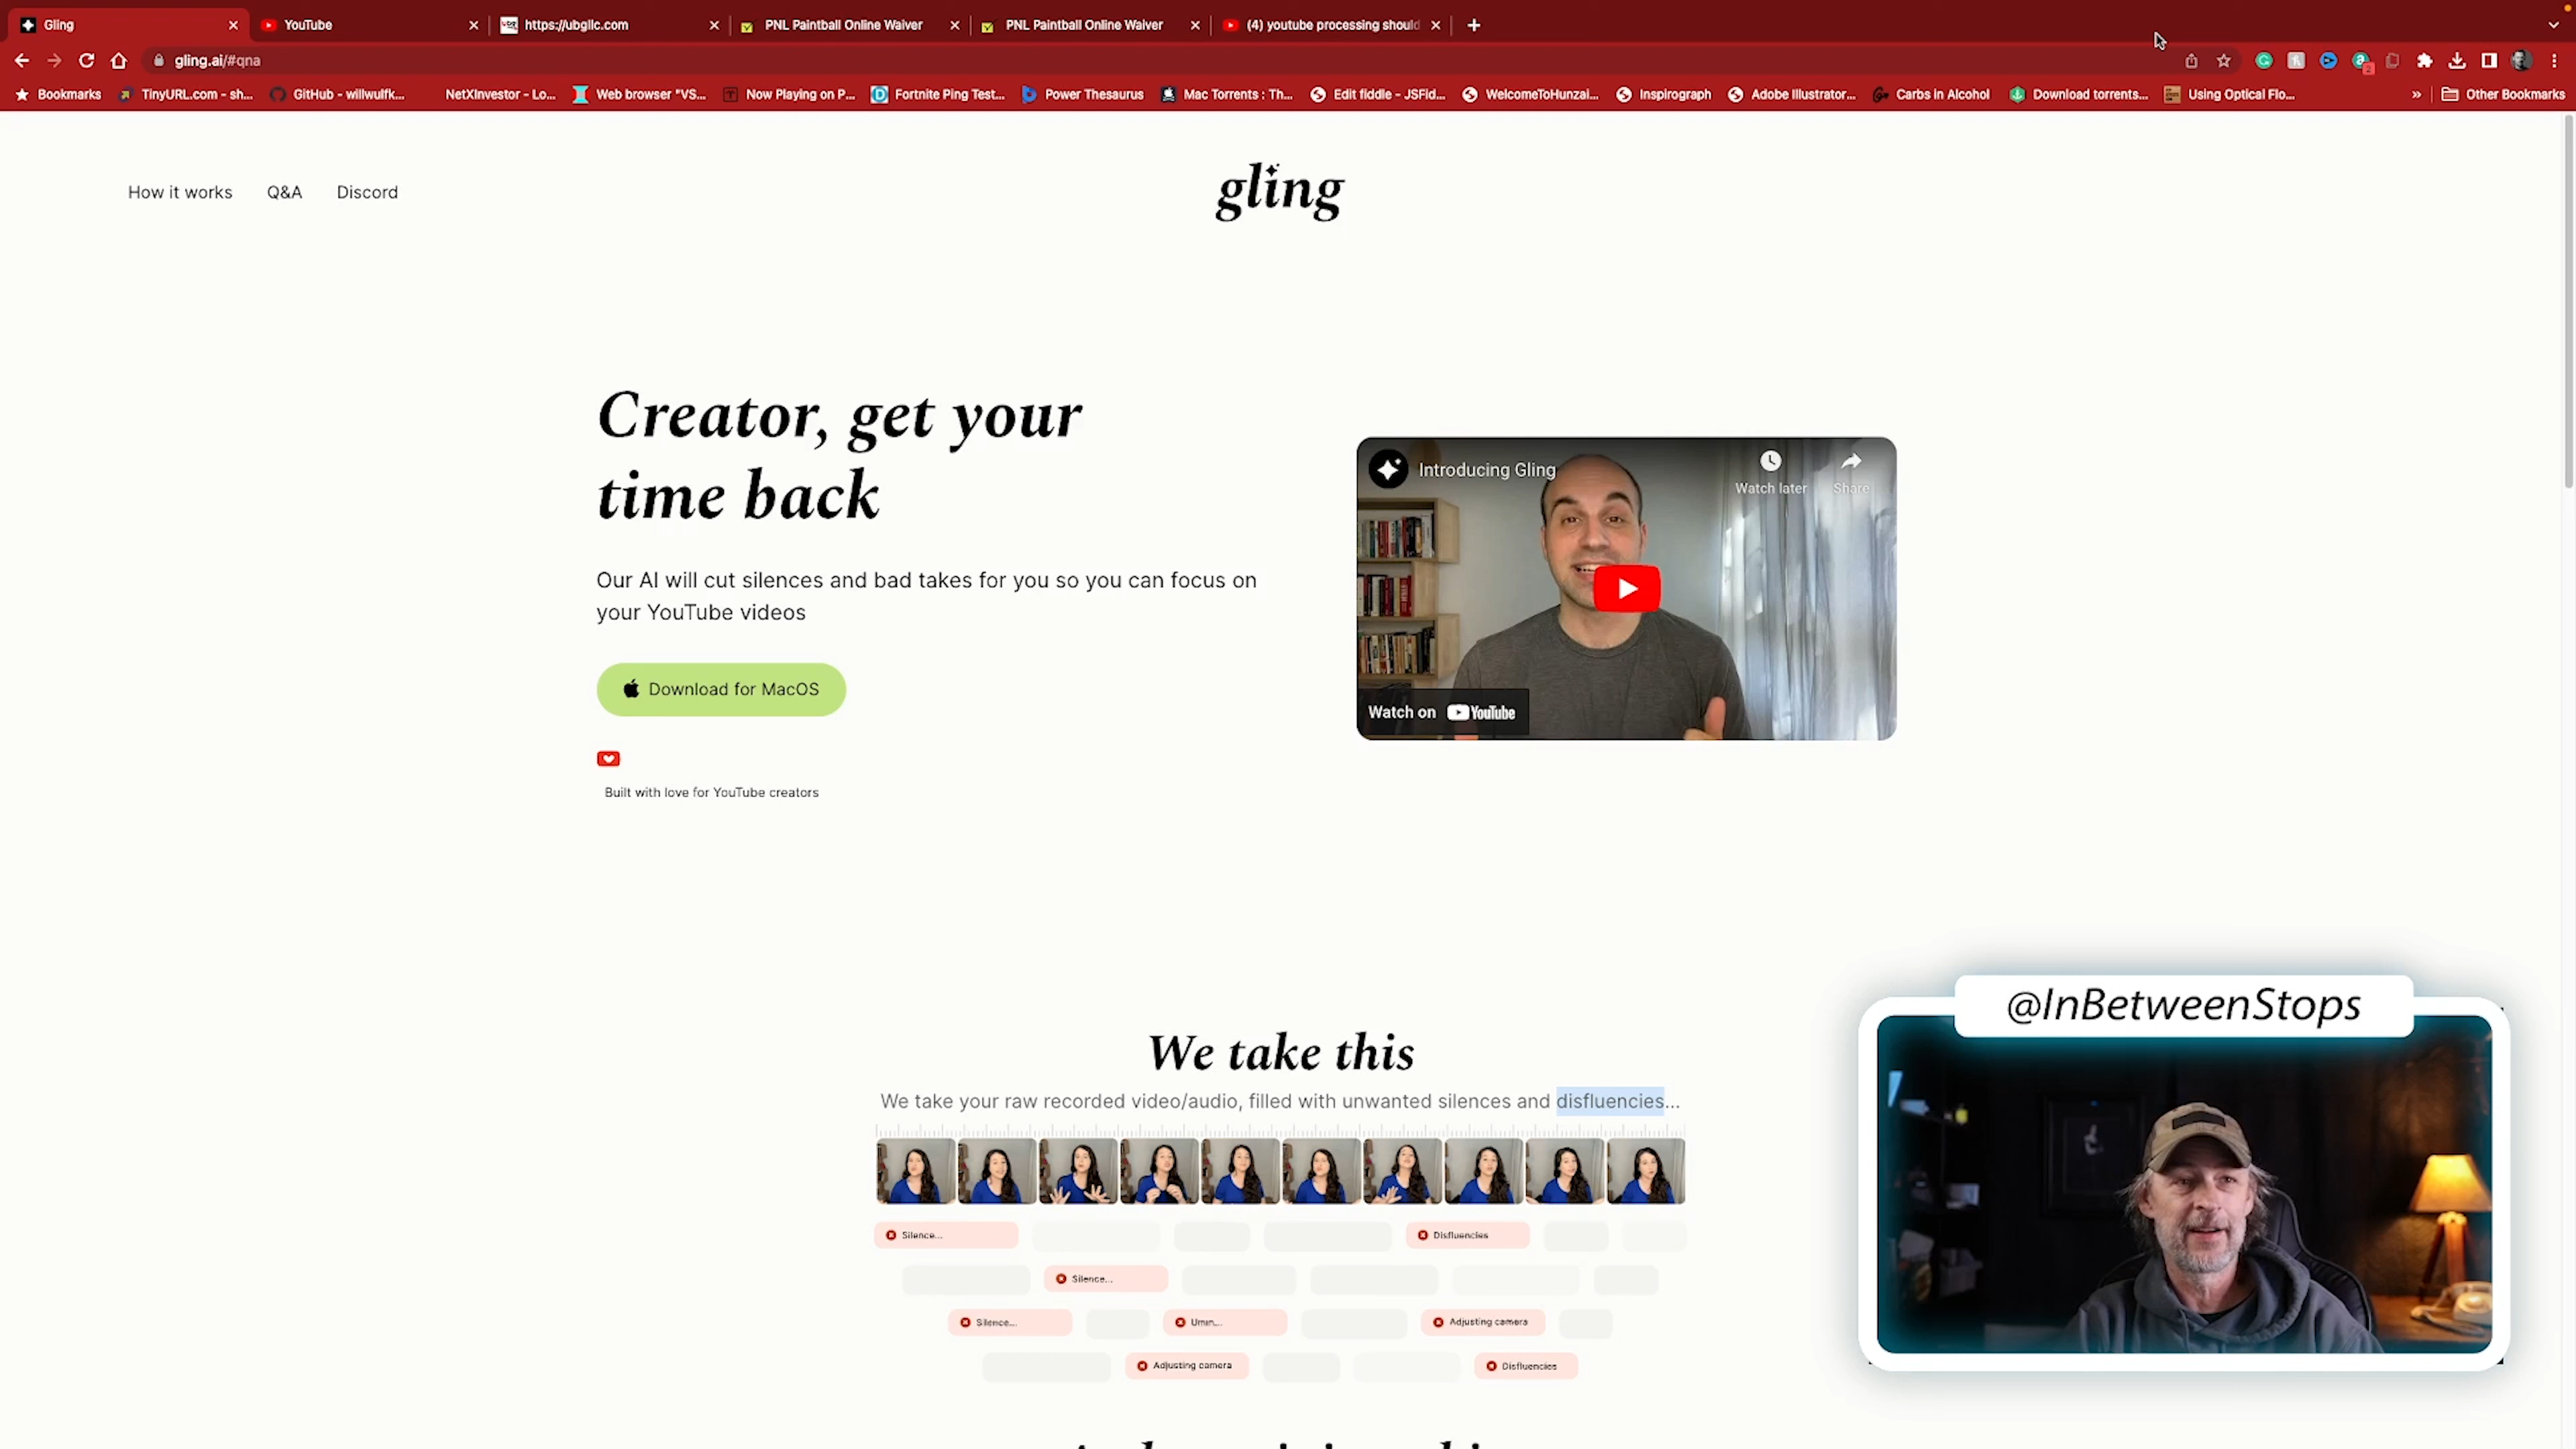 Gling
YouTube
https://ubgllc.com
PNL Paintball Online Waiver
PNL Paintball Online Waiver
(4) youtube processing should
gling.ai/#qna
Bookmarks
TinyURL.com - sh...
GitHub - willwulfk...
NetXInvestor - Lo...
Web browser "VS...
Now Playing on P...
Fortnite Ping Test...
Power Thesaurus
Mac Torrents : Th...
Edit fiddle - JSFid...
WelcomeToHunzai...
Inspirograph
Adobe Illustrator...
Carbs in Alcohol
Download torrents...
Using Optical Flo...
»
Other Bookmarks
How it works
Q&A
Discord
gling
Creator, get your
time back
Our AI will cut silences and bad takes for you so you can focus on
your YouTube videos
Download for MacOS
Built with love for YouTube creators
Introducing Gling
Watch later
Share
Watch on YouTube
We take this
We take your raw recorded video/audio, filled with unwanted silences and disfluencies...
Silence...
Disfluencies
Silence...
Silence...
Umm...
Adjusting camera
Adjusting camera
Disfluencies
@InBetweenStops